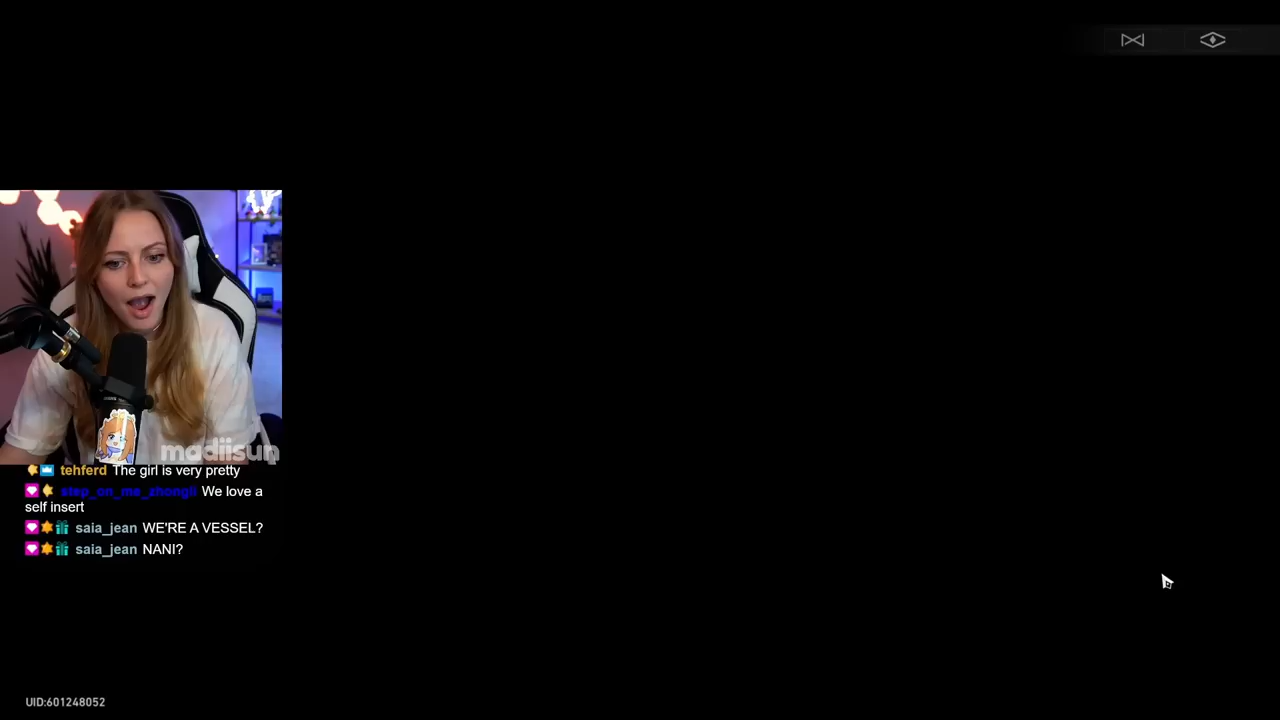 madiisun
tehferd The girl is very pretty
step_on_me_zhongli We love a
self insert
saia_jean WE'RE A VESSEL?
saia_jean NANI?
UID:601248052